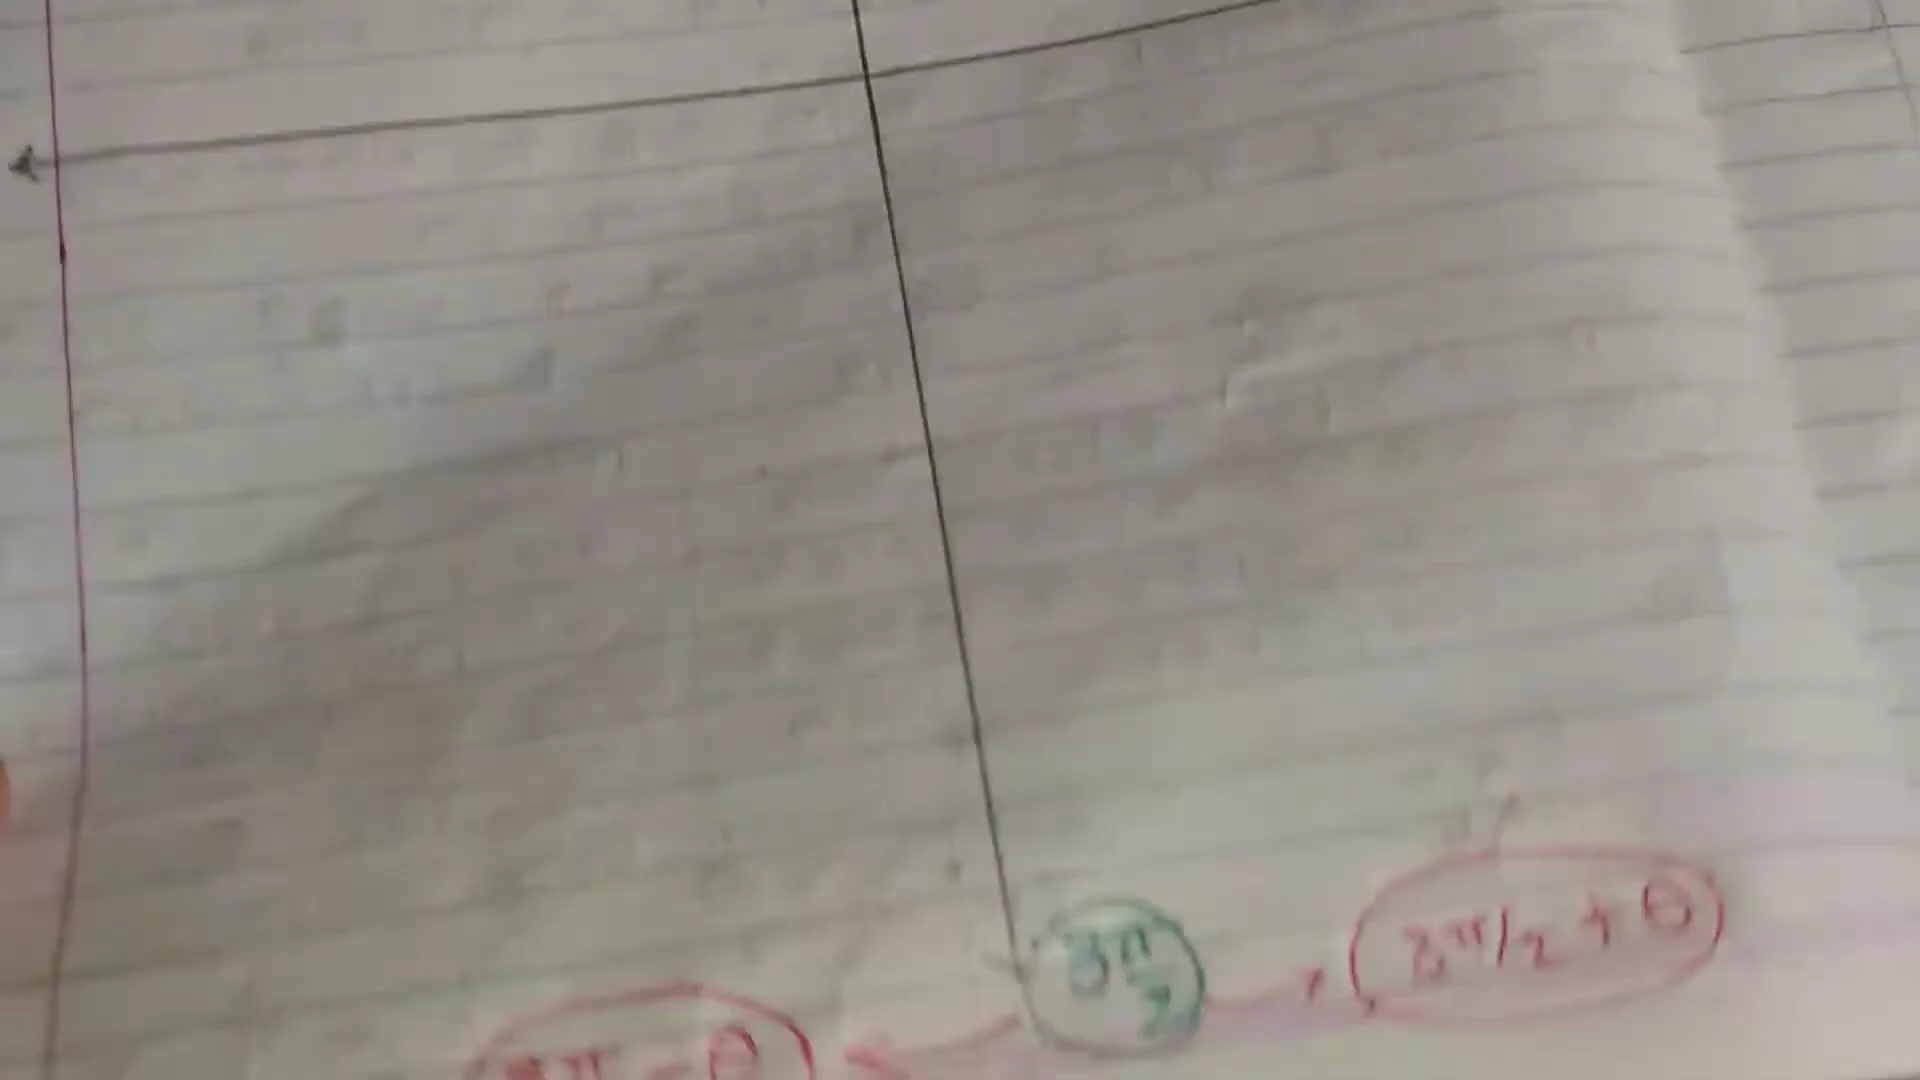 3π/2 + θ
3π/2
π - θ